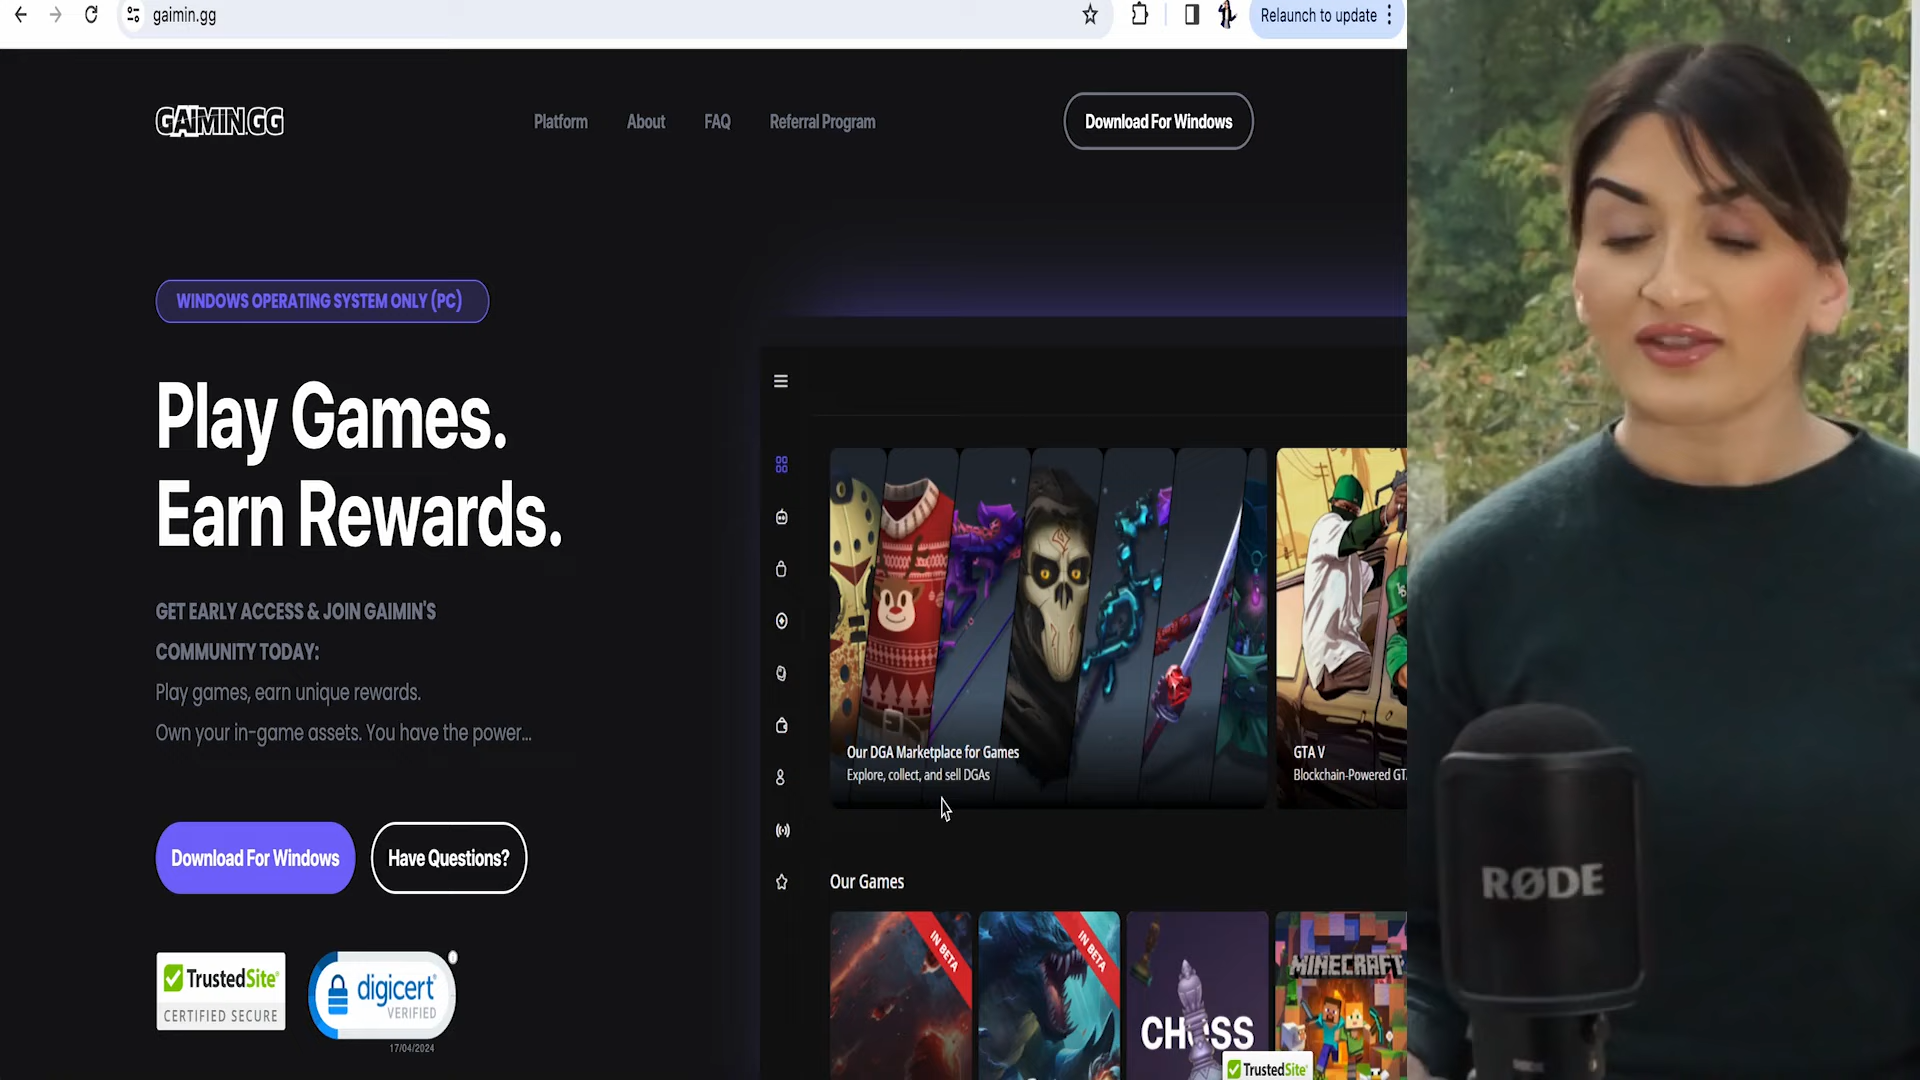 gaimin.gg
Relaunch to update
GAIMIN.GG
Platform
About
FAQ
Referral Program
Download For Windows
WINDOWS OPERATING SYSTEM ONLY (PC)
Play Games.
Earn Rewards.
GET EARLY ACCESS & JOIN GAIMIN'S
COMMUNITY TODAY:
Play games, earn unique rewards.
Own your in-game assets. You have the power...
Download For Windows
Have Questions?
TrustedSite
CERTIFIED SECURE
digicert
VERIFIED
17/04/2024
Our DGA Marketplace for Games
Explore, collect, and sell DGAs
GTA V
Blockchain-Powered GT
Our Games
IN BETA
IN BETA
CHESS
MINECRAFT
TrustedSite
RØDE